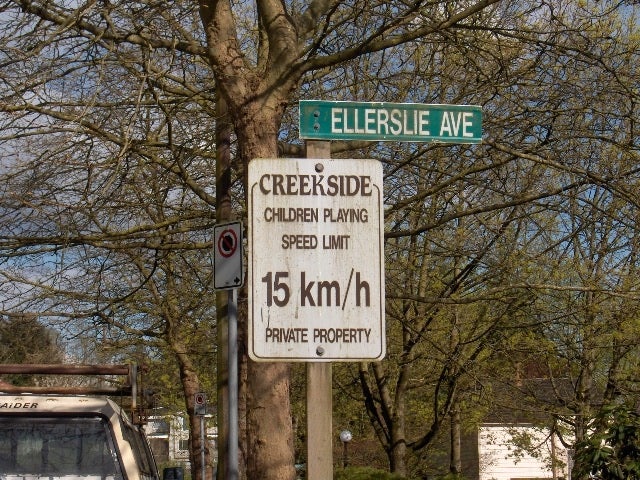 ELLERSLIE AVE
CREEKSIDE
CHILDREN PLAYING
SPEED LIMIT
15 km/h
PRIVATE PROPERTY
AIDER